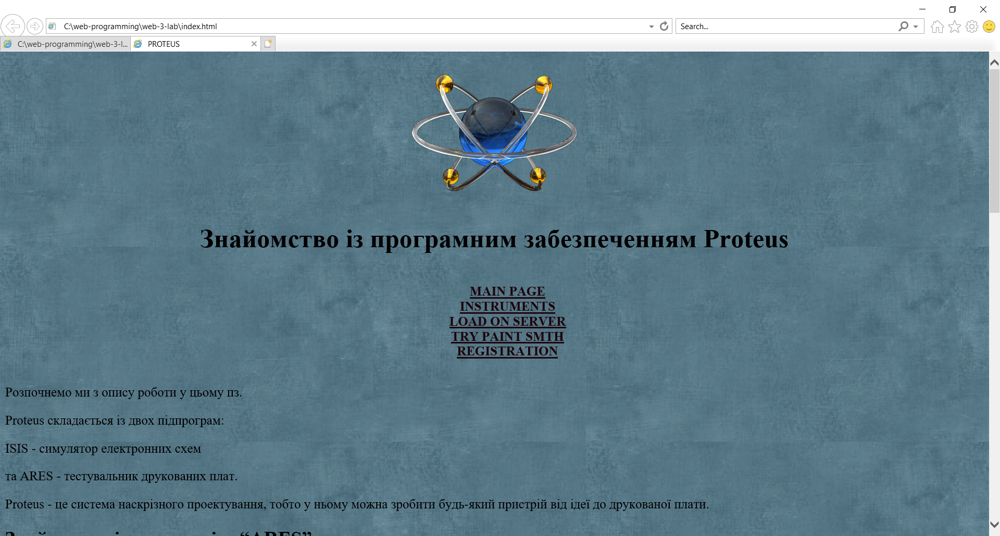 C:\web-programming\web-3-lab\index.html
Search...
C:\web-programming\web-3-l...
PROTEUS
Знайомство із програмним забезпеченням Proteus
MAIN PAGE
INSTRUMENTS
LOAD ON SERVER
TRY PAINT SMTH
REGISTRATION
Розпочнемо ми з опису роботи у цьому пз.
Proteus складається із двох підпрограм:
ISIS - симулятор електронних схем
та ARES - тестувальник друкованих плат.
Proteus - це система наскрізного проектування, тобто у ньому можна зробити будь-який пристрій від ідеї до друкованої плати.
“ARES”